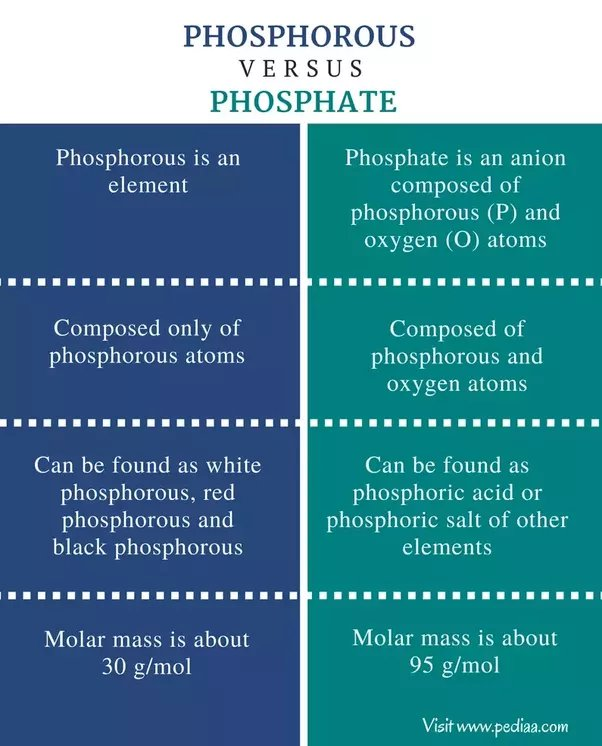 PHOSPHOROUS
VERSUS
PHOSPHATE
Phosphorous is an
element
Phosphate is an anion
composed of
phosphorous (P) and
oxygen (O) atoms
Composed only of
phosphorous atoms
Composed of
phosphorous and
oxygen atoms
Can be found as white
phosphorous, red
phosphorous and
black phosphorous
Can be found as
phosphoric acid or
phosphoric salt of other
elements
Molar mass is about
30 g/mol
Molar mass is about
95 g/mol
Visit www.pediaa.com